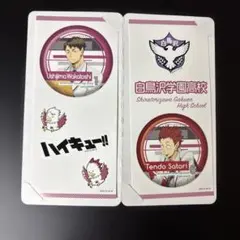 Ushijima Wakatoshi
ハイキュー!!
白鳥沢学園高校
Shiratorizawa Gakuen
High School
Tendo Satori